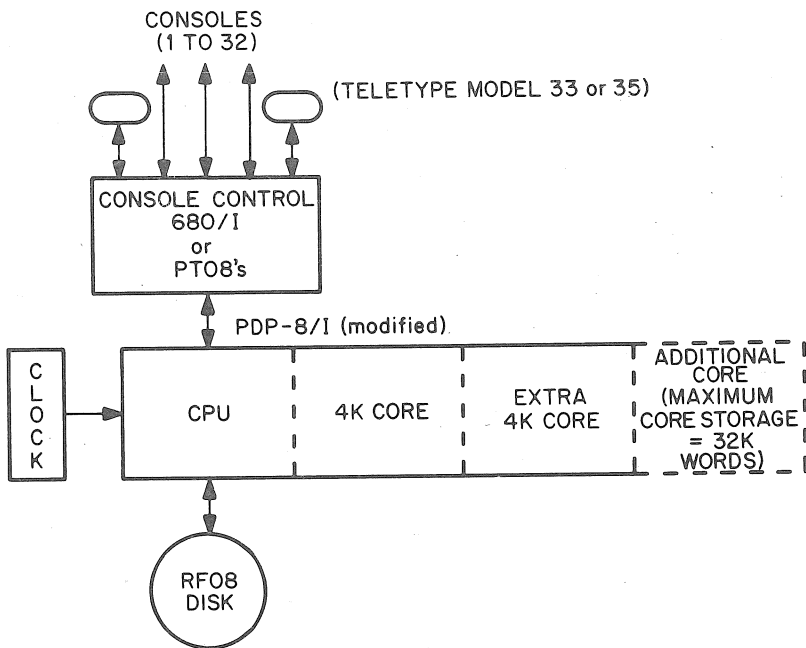 CONSOLES
(1 TO 32)
(TELETYPE MODEL 33 or 35)
CONSOLE CONTROL
680/I
or
PT08's
PDP-8/I (modified)
CLOCK
CPU
4K CORE
EXTRA
4K CORE
ADDITIONAL
CORE
(MAXIMUM
CORE STORAGE
= 32K
WORDS)
RF08
DISK